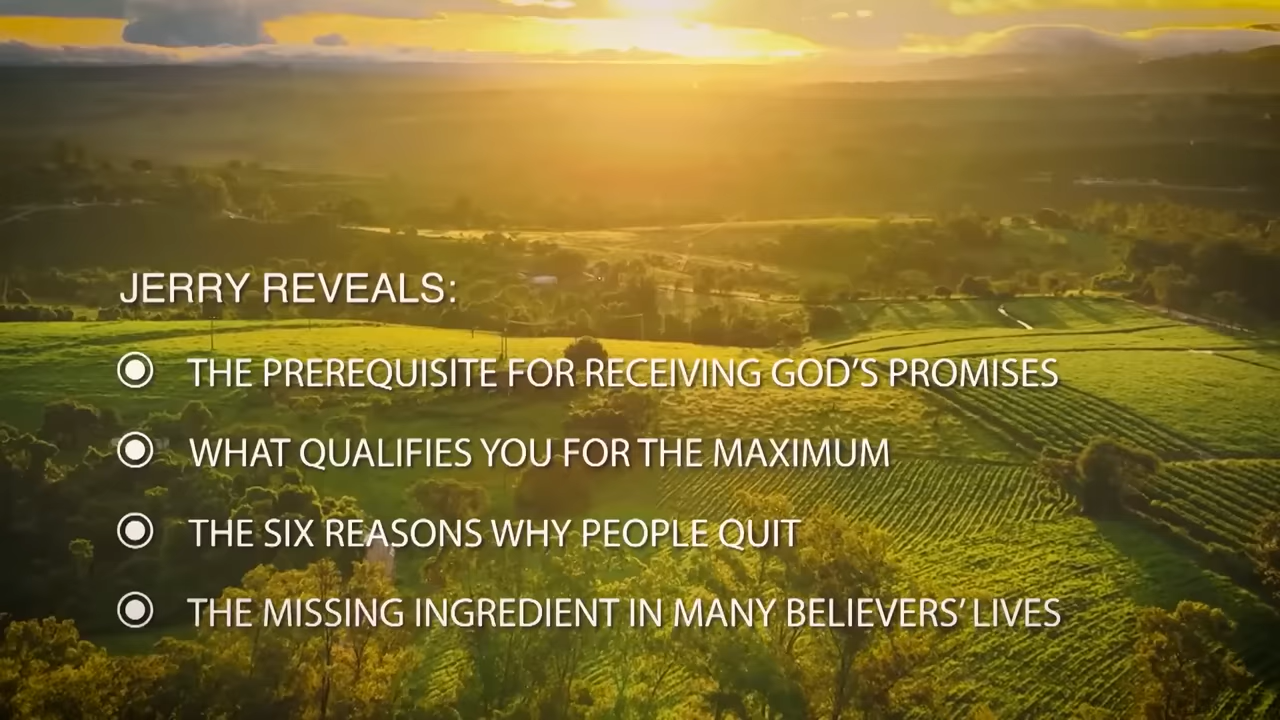 JERRY REVEALS:
THE PREREQUISITE FOR RECEIVING GOD'S PROMISES
WHAT QUALIFIES YOU FOR THE MAXIMUM
THE SIX REASONS WHY PEOPLE QUIT
THE MISSING INGREDIENT IN MANY BELIEVERS' LIVES